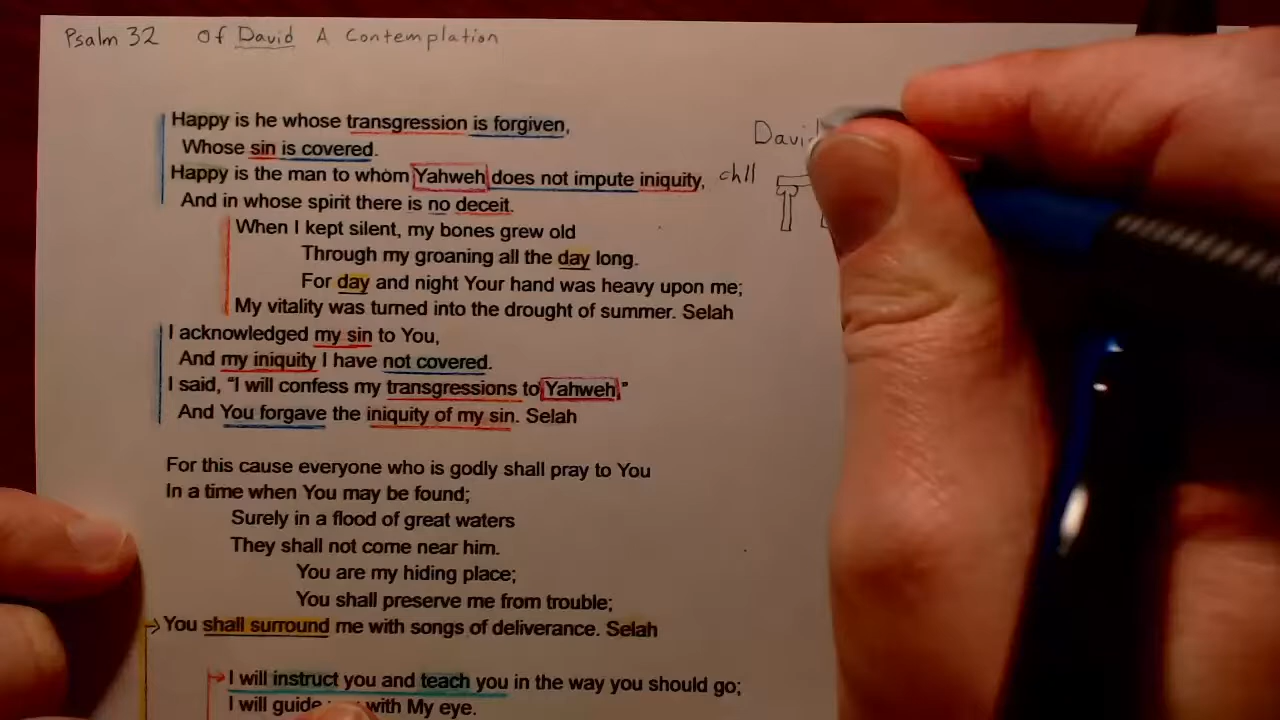 Psalm 32 Of David A Contemplation
Happy is he whose transgression is forgiven,
Whose sin is covered.
Happy is the man to whom Yahweh does not impute iniquity,
And in whose spirit there is no deceit.
When I kept silent, my bones grew old
Through my groaning all the day long.
For day and night Your hand was heavy upon me;
My vitality was turned into the drought of summer. Selah
I acknowledged my sin to You,
And my iniquity I have not covered.
I said, “I will confess my transgressions to Yahweh,”
And You forgave the iniquity of my sin. Selah
For this cause everyone who is godly shall pray to You
In a time when You may be found;
Surely in a flood of great waters
They shall not come near him.
You are my hiding place;
You shall preserve me from trouble;
You shall surround me with songs of deliverance. Selah
I will instruct you and teach you in the way you should go;
I will guide with My eye.
David
ch11